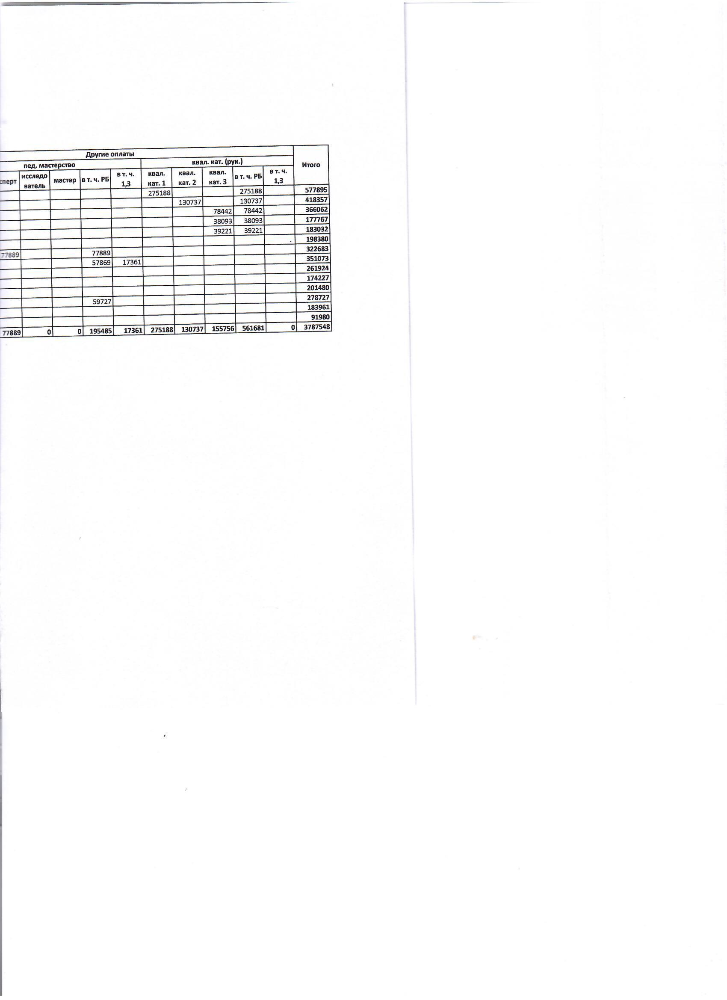 Другие оплаты
пед. мастерство квал. кат. (рук.) Итого
сперт исследо ватель мастер в т. ч. РБ в т. ч. 1,3 квал. кат. 1 квал. кат. 2 квал. кат. 3 в т. ч. РБ в т. ч. 1,3
275188 275188 577895
130737 130737 418357
78442 78442 366062
38093 38093 177767
39221 39221 183032
198380
77889 77889 322683
57869 17361 351073
261924
174227
201480
59727 278727
183961
91980
77889 0 0 195485 17361 275188 130737 155756 561681 0 3787548